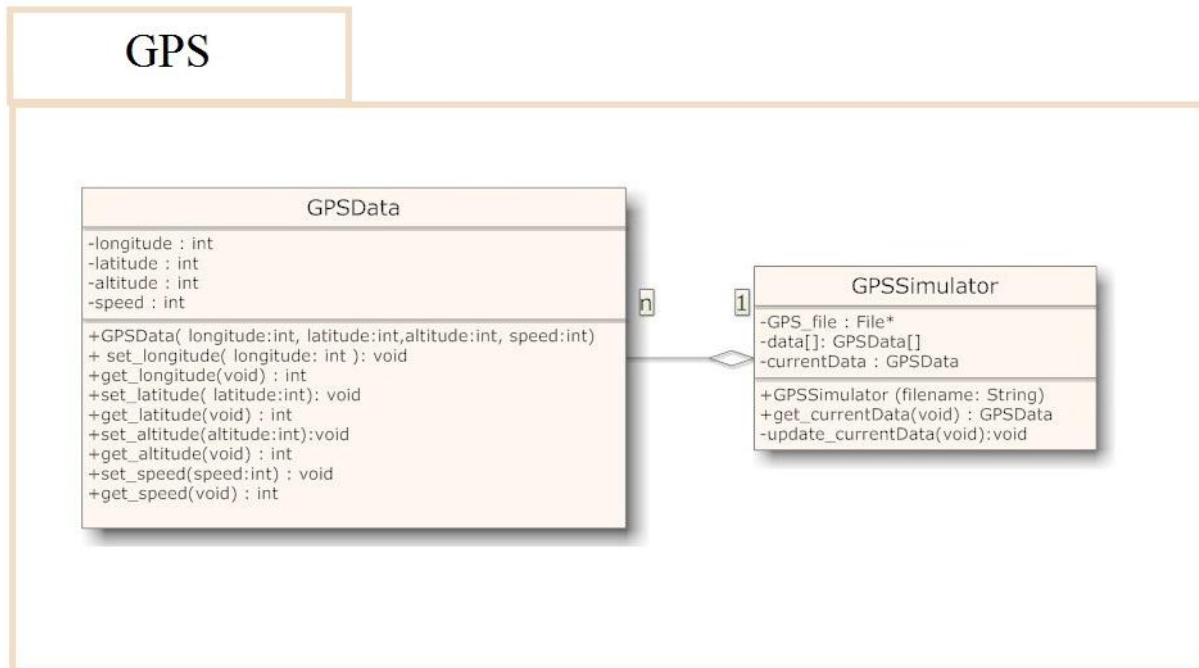 GPS
GPSData
-longitude : int
-latitude : int
-altitude : int
-speed : int
+GPSData( longitude:int, latitude:int,altitude:int, speed:int)
+ set_longitude( longitude: int ): void
+get_longitude(void) : int
+set_latitude( latitude:int): void
+get_latitude(void) : int
+set_altitude(altitude:int):void
+get_altitude(void) : int
+set_speed(speed:int) : void
+get_speed(void) : int
n
1
GPSSimulator
-GPS_file : File*
-data[]: GPSData[]
-currentData : GPSData
+GPSSimulator (filename: String)
+get_currentData(void) : GPSData
-update_currentData(void):void